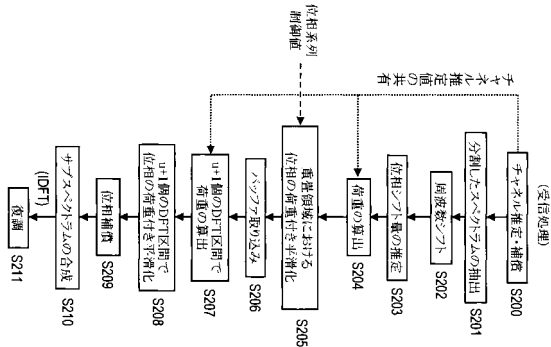 (受信処理)
チャネル推定・補償
S200
分割したスペクトラムの抽出
S201
周波数シフト
S202
位相シフト量の推定
S203
荷重の算出
S204
重畳領域における
位相の荷重付き平滑化
S205
バッファ取り込み
S206
u+1個のDFT区間で
荷重の算出
S207
u+1個のDFT区間で
位相の荷重付き平滑化
S208
位相補償
S209
サブスペクトラムの合成
(IDFT)
S210
復調
S211
チャネル推定値の共有
位相系列
制御値